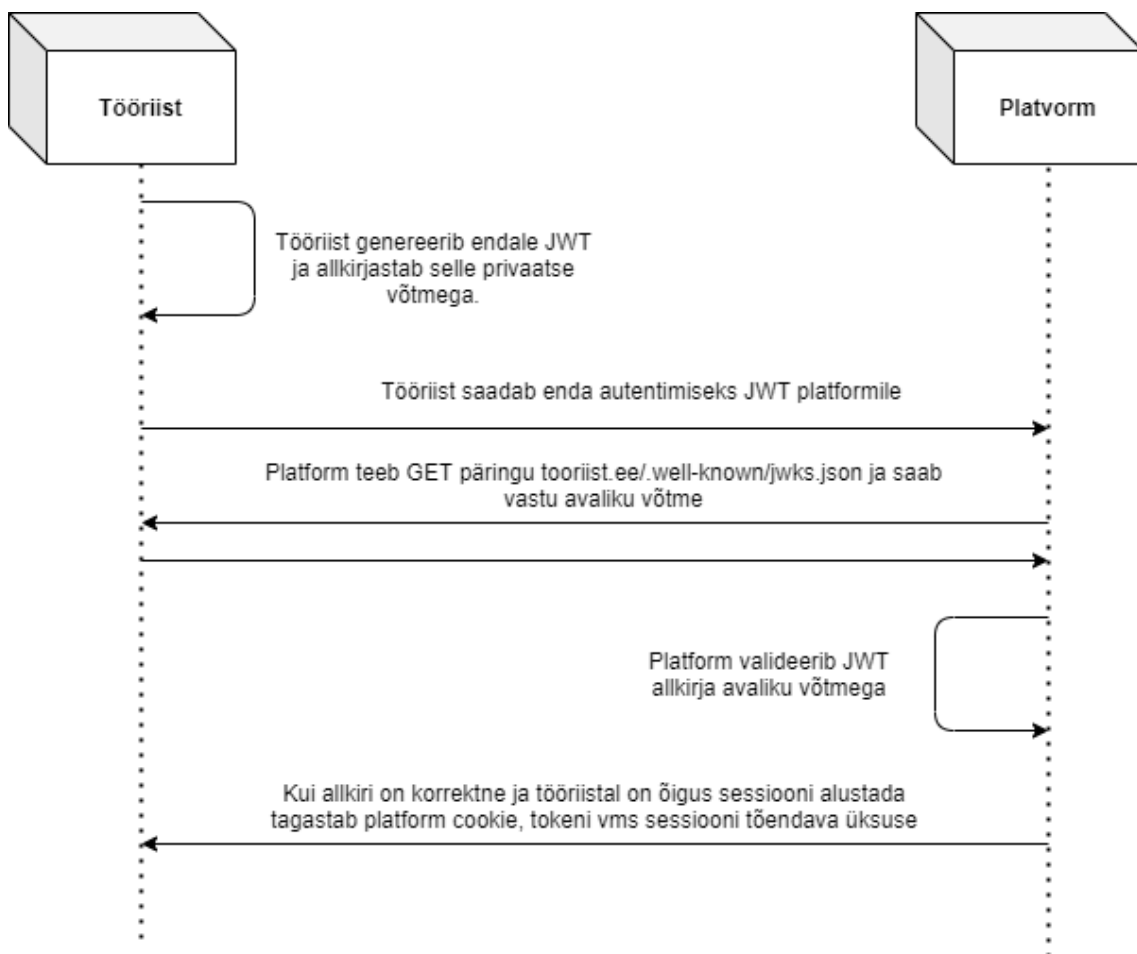 Tööriist
Platvorm
Tööriist genereerib endale JWT
ja allkirjastab selle privaatse
võtmega.
Tööriist saadab enda autentimiseks JWT platformile
Platform teeb GET päringu tooriist.ee/.well-known/jwks.json ja saab
vastu avaliku võtme
Platform valideerib JWT
allkirja avaliku võtmega
Kui allkiri on korrektne ja tööriistal on õigus sessiooni alustada
tagastab platform cookie, tokeni vms sessiooni tõendava üksuse